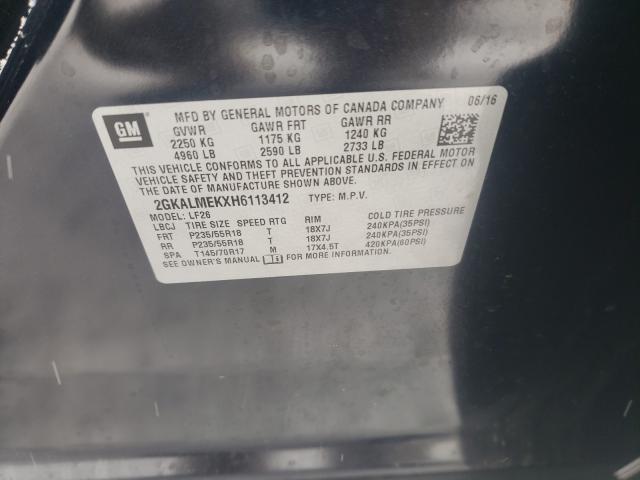 GM
MFD BY GENERAL MOTORS OF CANADA COMPANY 06/16
GVWR GAWR FRT GAWR RR
2250 KG 1175 KG 1240 KG
4960 LB 2590 LB 2733 LB
THIS VEHICLE CONFORMS TO ALL APPLICABLE U.S. FEDERAL MOTOR
VEHICLE SAFETY AND THEFT PREVENTION STANDARDS IN EFFECT ON
THE DATE OF MANUFACTURE SHOWN ABOVE.
2GKALMEKXH6113412 TYPE: M.P.V.
MODEL: LF26
LBCJ TIRE SIZE SPEED RTG RIM COLD TIRE PRESSURE
FRT P235/55R18 T 18X7J 240KPA(35PSI)
RR P235/55R18 T 18X7J 240KPA(35PSI)
SPA T145/70R17 M 17X4.5T 420KPA(60PSI)
SEE OWNER'S MANUAL FOR MORE INFORMATION.